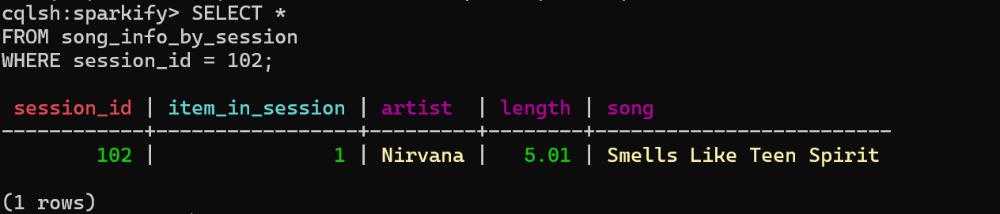 cqlsh:sparkify> SELECT *
FROM song_info_by_session
WHERE session_id = 102;
session_id | item_in_session | artist | length | song
------------+-----------------+---------+--------+-------------------------
102 | 1 | Nirvana | 5.01 | Smells Like Teen Spirit
(1 rows)